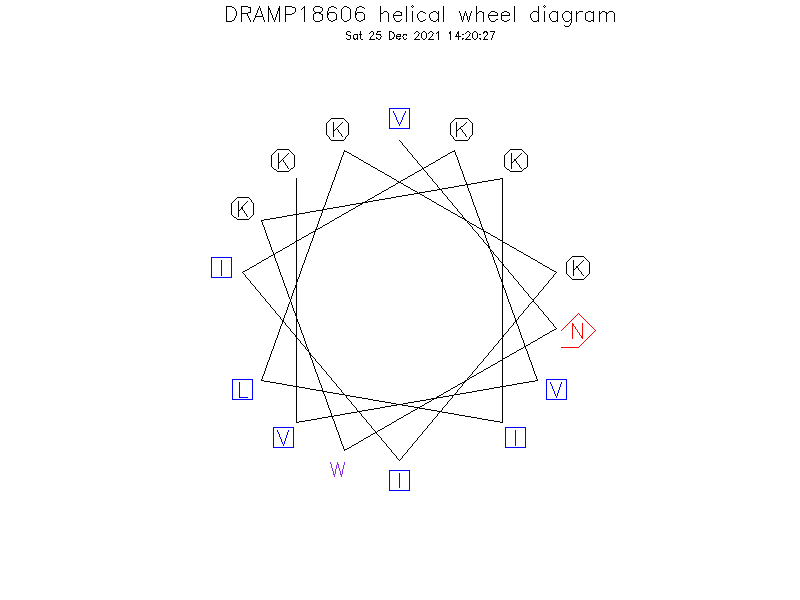 DRAMP18606 helical wheel diagram
Sat 25 Dec 2021 14:20:27
V
K K
K K
K
I K
N
L V
V I
W
I